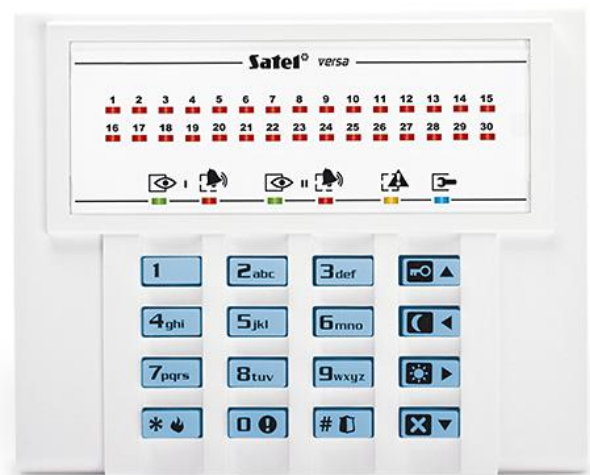 Satel versa
1 2 3 4 5 6 7 8 9 10 11 12 13 14 15
16 17 18 19 20 21 22 23 24 25 26 27 28 29 30
I II
1 2abc 3def
4ghi 5jkl 6mno
7pqrs 8tuv 9wxyz
* 0 #